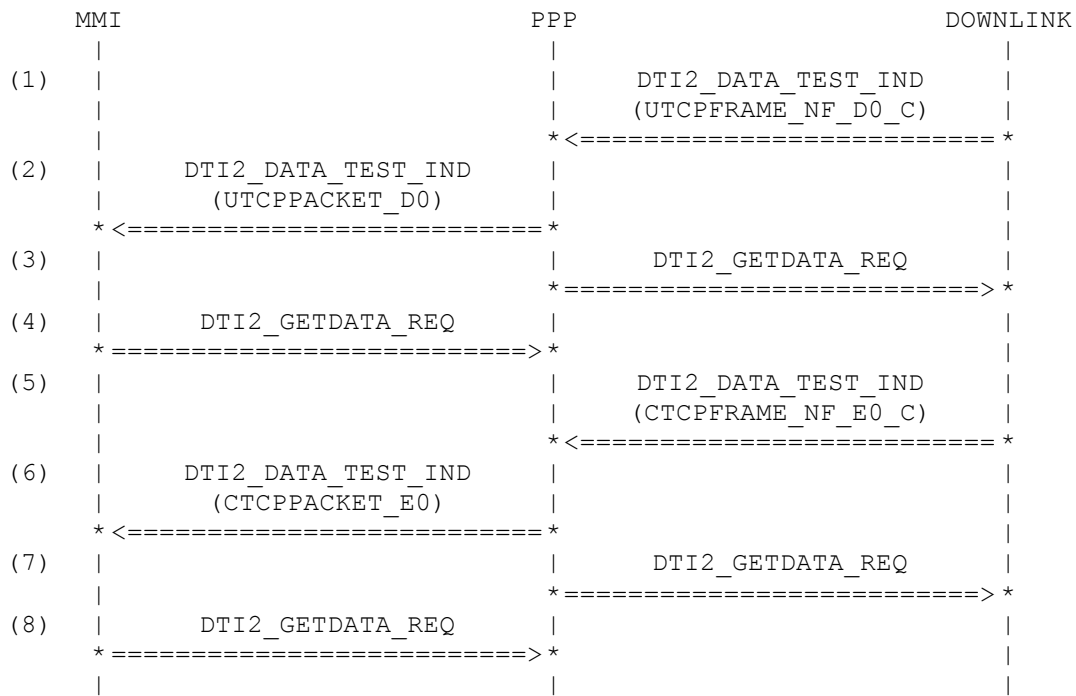 MMI PPP DOWNLINK
| | |
(1) | | DTI2_DATA_TEST_IND |
| | (UTCPFRAME_NF_D0_C) |
| *<==========================*
(2) | DTI2_DATA_TEST_IND | |
| (UTCPPACKET_D0) | |
*<==========================* |
(3) | | DTI2_GETDATA_REQ |
| *==========================>*
(4) | DTI2_GETDATA_REQ | |
*==========================>* |
(5) | | DTI2_DATA_TEST_IND |
| | (CTCPFRAME_NF_E0_C) |
| *<==========================*
(6) | DTI2_DATA_TEST_IND | |
| (CTCPPACKET_E0) | |
*<==========================* |
(7) | | DTI2_GETDATA_REQ |
| *==========================>*
(8) | DTI2_GETDATA_REQ | |
*==========================>* |
| | |